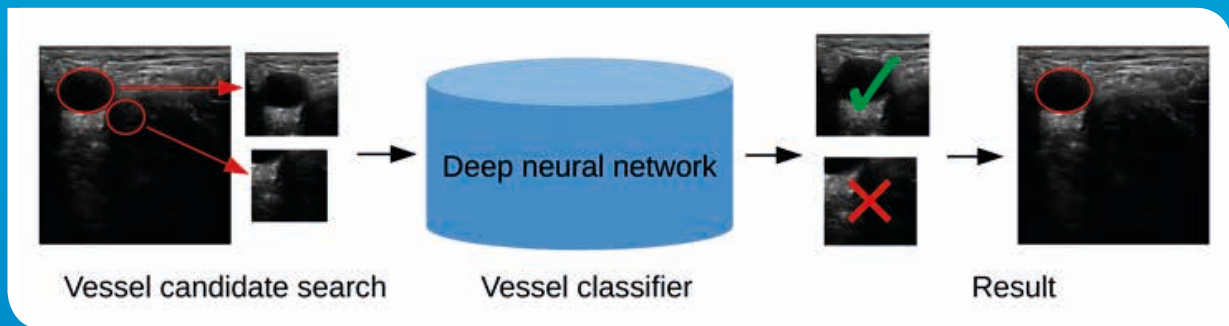 Deep neural network
Vessel candidate search
Vessel classifier
Result